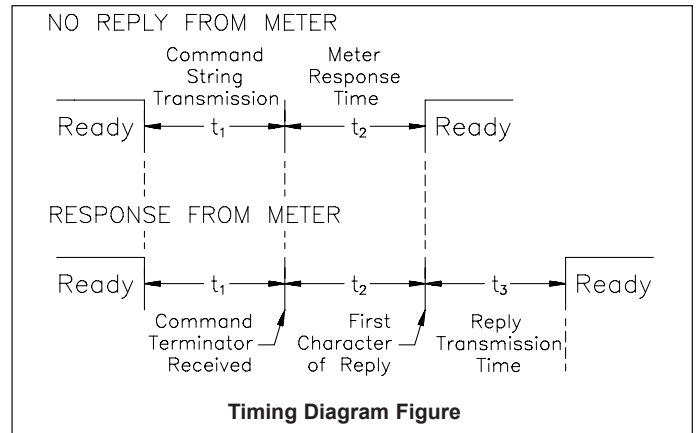 NO REPLY FROM METER
Command
String
Transmission
Meter
Response
Time
Ready t₁ t₂ Ready
RESPONSE FROM METER
Ready t₁ t₂ t₃ Ready
Command
Terminator
Received
First
Character
of Reply
Reply
Transmission
Time
Timing Diagram Figure